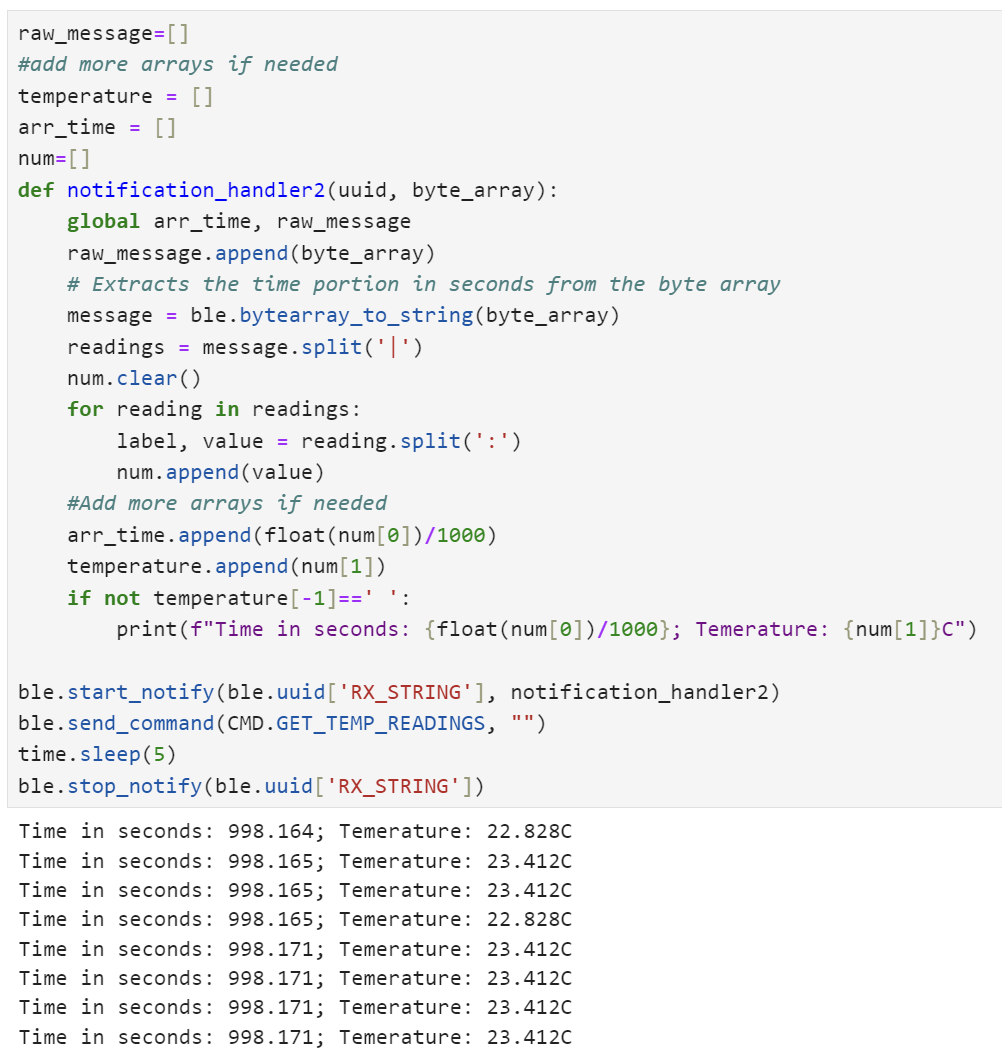 raw_message=[]
#add more arrays if needed
temperature = []
arr_time = []
num=[]
def notification_handler2(uuid, byte_array):
    global arr_time, raw_message
    raw_message.append(byte_array)
    # Extracts the time portion in seconds from the byte array
    message = ble.bytearray_to_string(byte_array)
    readings = message.split('|')
    num.clear()
    for reading in readings:
        label, value = reading.split(':')
        num.append(value)
    #Add more arrays if needed
    arr_time.append(float(num[0])/1000)
    temperature.append(num[1])
    if not temperature[-1]==' ':
        print(f"Time in seconds: {float(num[0])/1000}; Temerature: {num[1]}C")

ble.start_notify(ble.uuid['RX_STRING'], notification_handler2)
ble.send_command(CMD.GET_TEMP_READINGS, "")
time.sleep(5)
ble.stop_notify(ble.uuid['RX_STRING'])
Time in seconds: 998.164; Temerature: 22.828C
Time in seconds: 998.165; Temerature: 23.412C
Time in seconds: 998.165; Temerature: 23.412C
Time in seconds: 998.165; Temerature: 22.828C
Time in seconds: 998.171; Temerature: 23.412C
Time in seconds: 998.171; Temerature: 23.412C
Time in seconds: 998.171; Temerature: 23.412C
Time in seconds: 998.171; Temerature: 23.412C